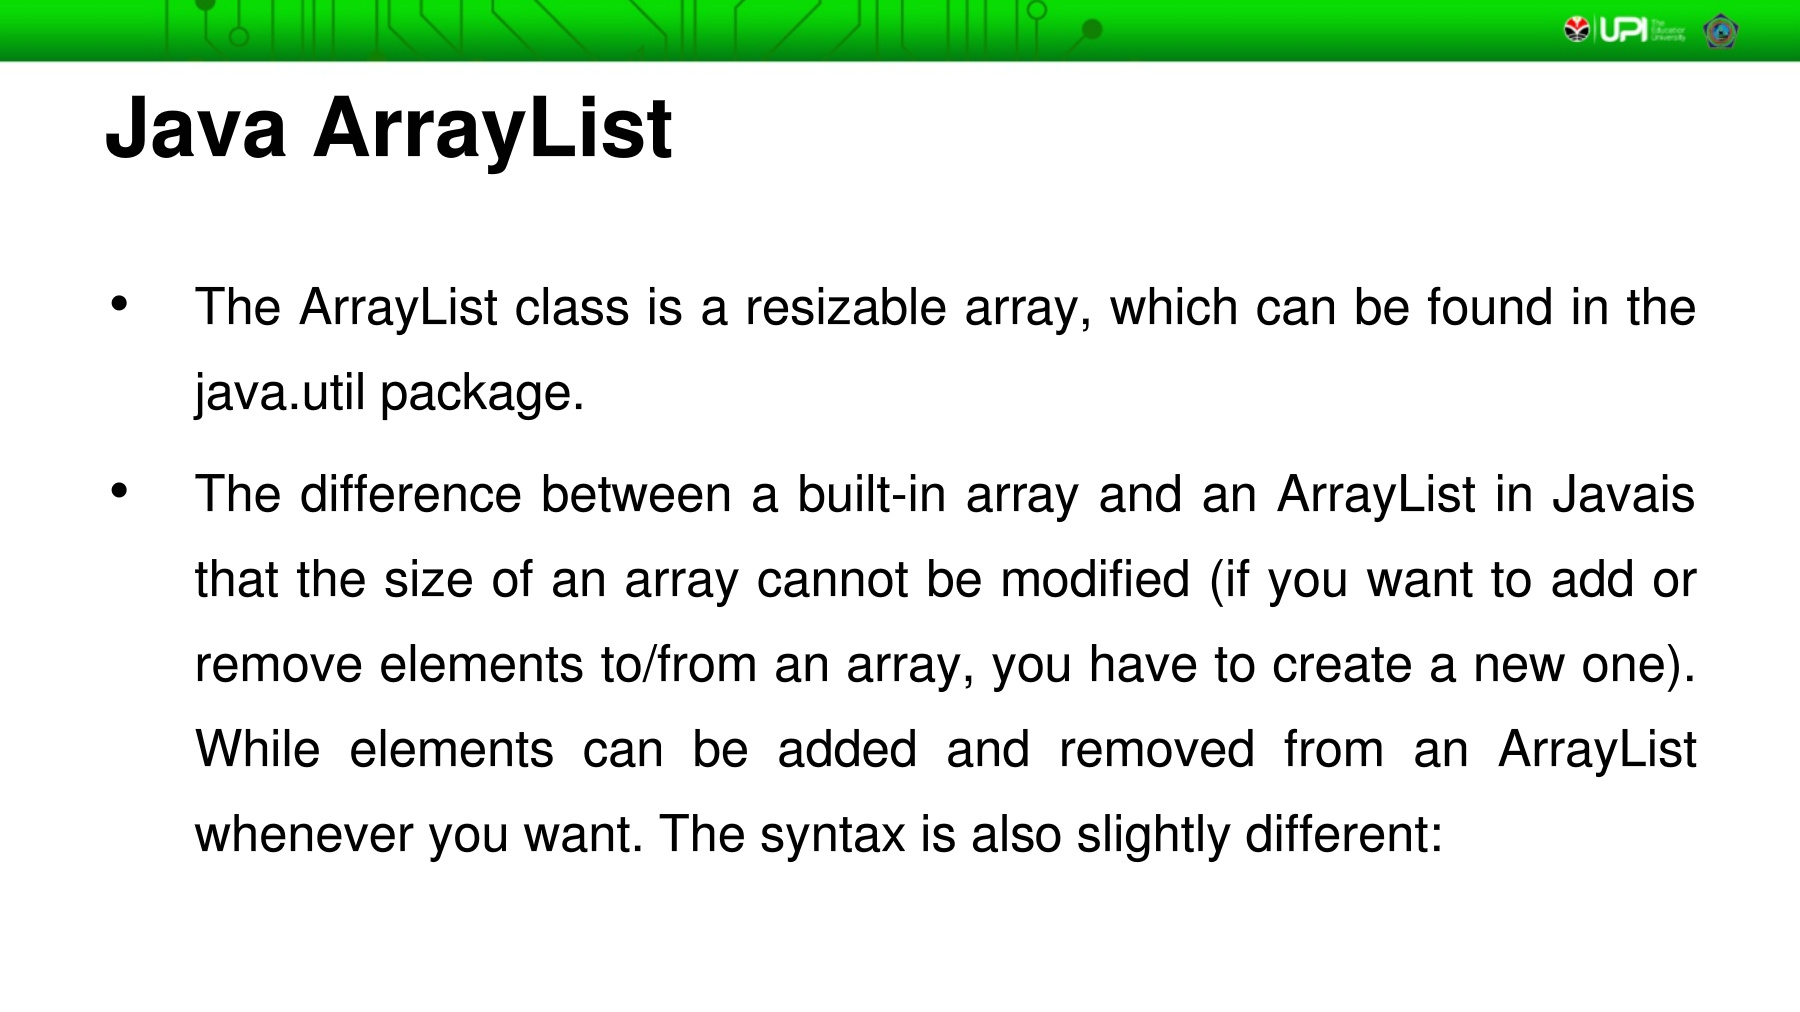 UPI
The
Education
University
Java ArrayList
• The ArrayList class is a resizable array, which can be found in the
java.util package.
• The difference between a built-in array and an ArrayList in Javais
that the size of an array cannot be modified (if you want to add or
remove elements to/from an array, you have to create a new one).
While elements can be added and removed from an ArrayList
whenever you want. The syntax is also slightly different: